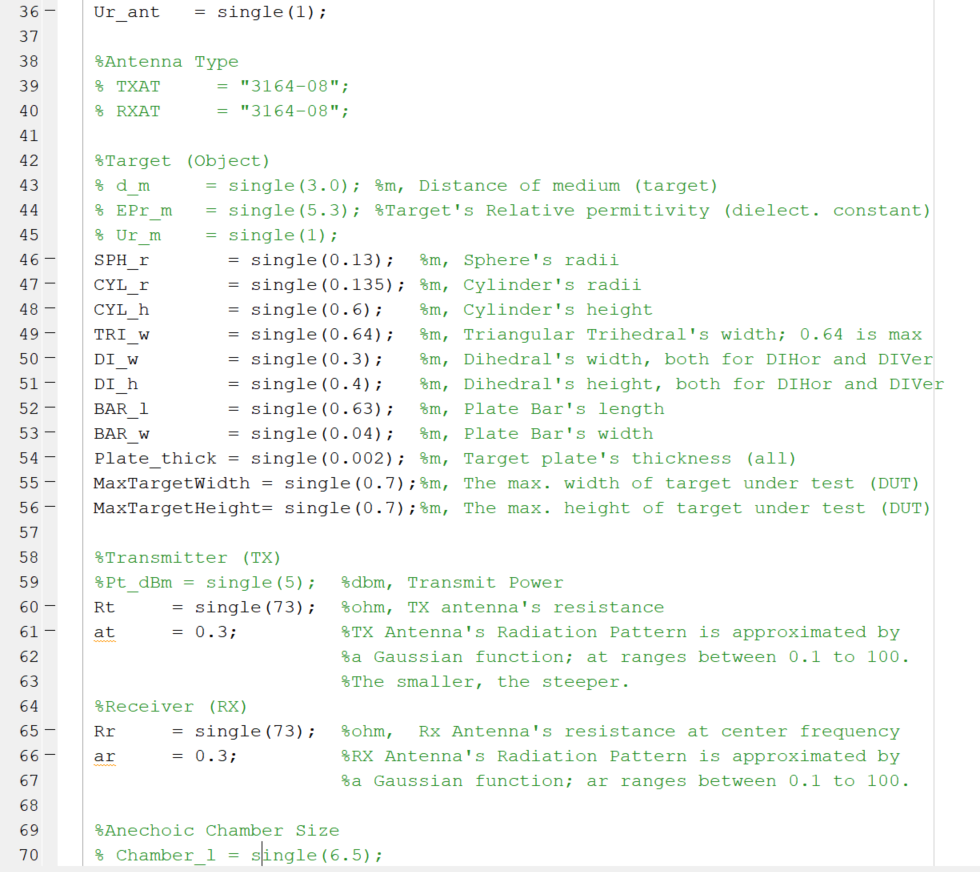 36 Ur_ant   = single(1);
37
38 %Antenna Type
39 % TXAT     = "3164-08";
40 % RXAT     = "3164-08";
41
42 %Target (Object)
43 % d_m     = single(3.0); %m, Distance of medium (target)
44 % EPr_m   = single(5.3); %Target's Relative permitivity (dielect. constant)
45 % Ur_m    = single(1);
46 SPH_r       = single(0.13);  %m, Sphere's radii
47 CYL_r       = single(0.135); %m, Cylinder's radii
48 CYL_h       = single(0.6);   %m, Cylinder's height
49 TRI_w       = single(0.64);  %m, Triangular Trihedral's width; 0.64 is max
50 DI_w        = single(0.3);   %m, Dihedral's width, both for DIHor and DIVer
51 DI_h        = single(0.4);   %m, Dihedral's height, both for DIHor and DIVer
52 BAR_l       = single(0.63);  %m, Plate Bar's length
53 BAR_w       = single(0.04);  %m, Plate Bar's width
54 Plate_thick = single(0.002); %m, Target plate's thickness (all)
55 MaxTargetWidth = single(0.7);%m, The max. width of target under test (DUT)
56 MaxTargetHeight= single(0.7);%m, The max. height of target under test (DUT)
57
58 %Transmitter (TX)
59 %Pt_dBm = single(5);  %dbm, Transmit Power
60 Rt     = single(73);  %ohm, TX antenna's resistance
61 at     = 0.3;         %TX Antenna's Radiation Pattern is approximated by
62                       %a Gaussian function; at ranges between 0.1 to 100.
63                       %The smaller, the steeper.
64 %Receiver (RX)
65 Rr     = single(73);  %ohm,  Rx Antenna's resistance at center frequency
66 ar     = 0.3;         %RX Antenna's Radiation Pattern is approximated by
67                       %a Gaussian function; ar ranges between 0.1 to 100.
68
69 %Anechoic Chamber Size
70 % Chamber_l = single(6.5);